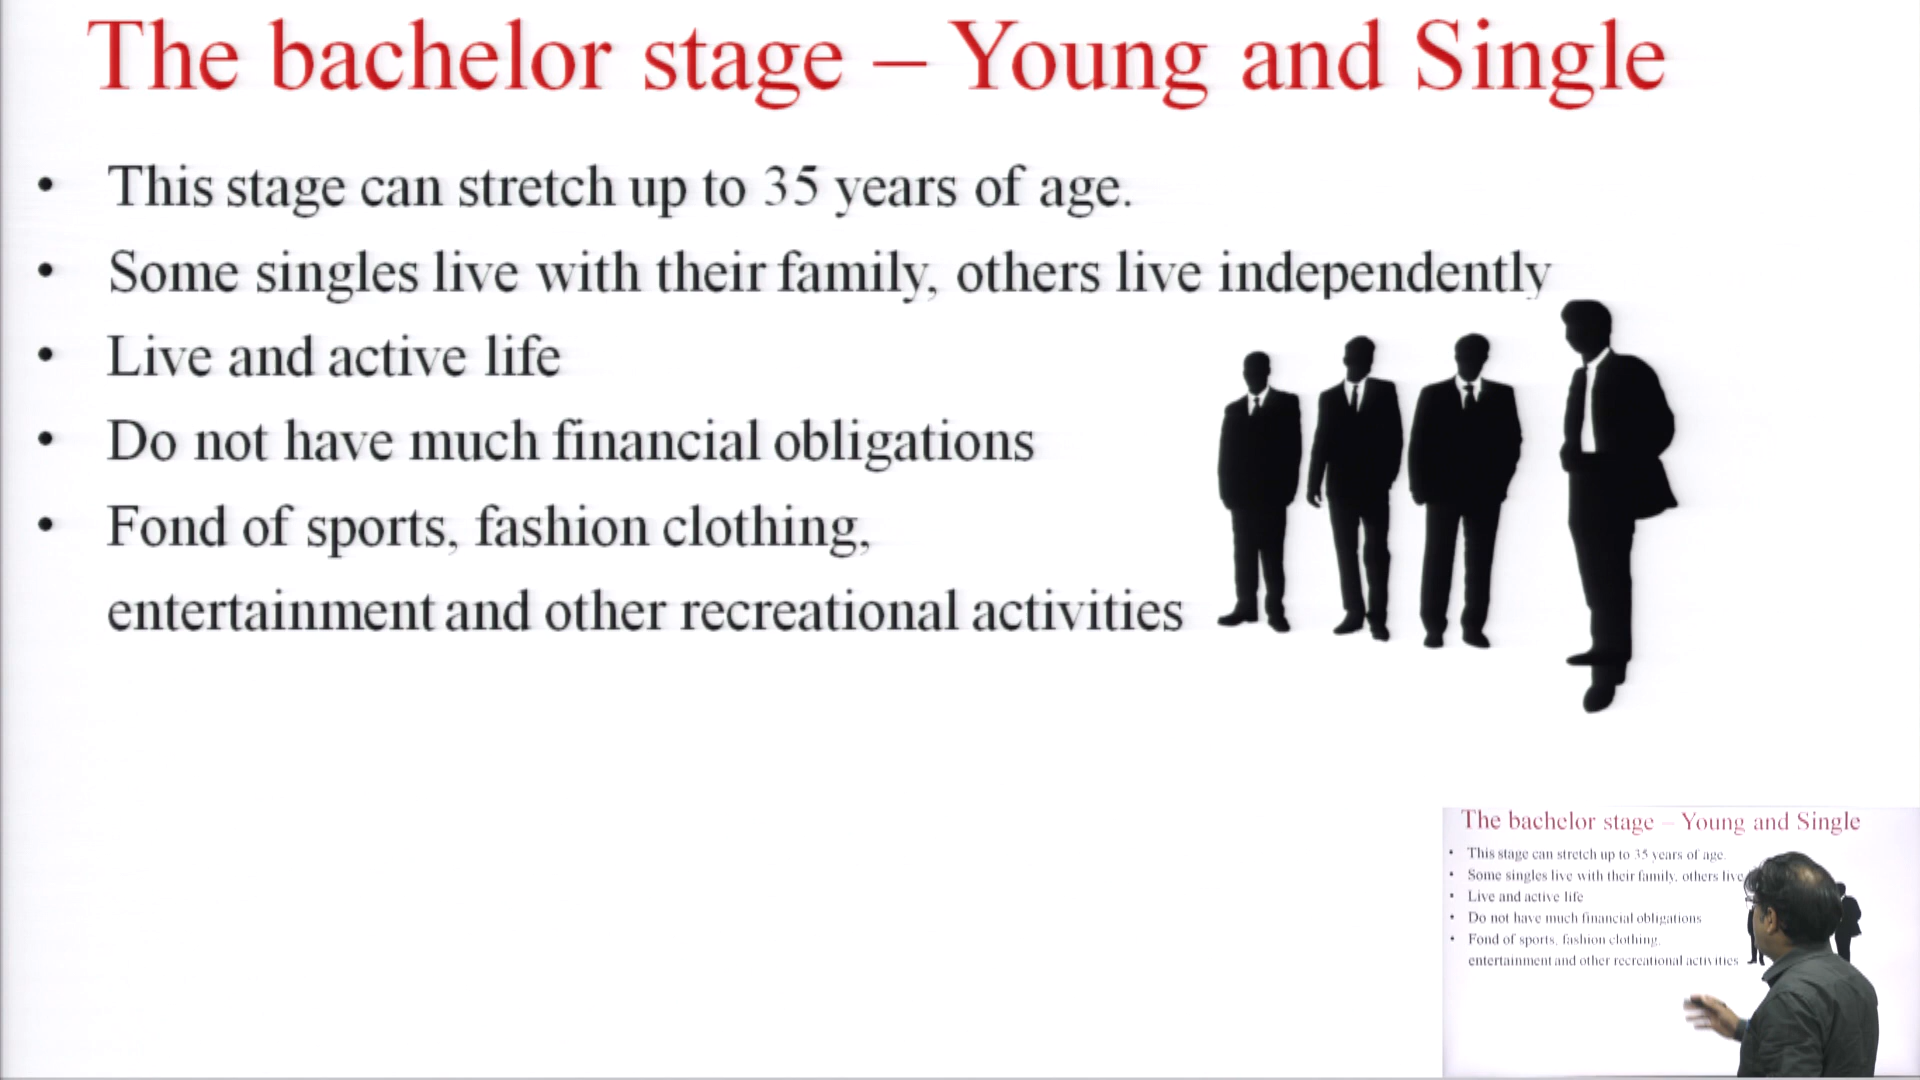 The bachelor stage – Young and Single
• This stage can stretch up to 35 years of age.
• Some singles live with their family, others live independently
• Live and active life
• Do not have much financial obligations
• Fond of sports, fashion clothing,
entertainment and other recreational activities
The bachelor stage – Young and Single
• This stage can stretch up to 35 years of age.
• Some singles live with their family, others live
• Live and active life
• Do not have much financial obligations
• Fond of sports, fashion clothing,
entertainment and other recreational activities